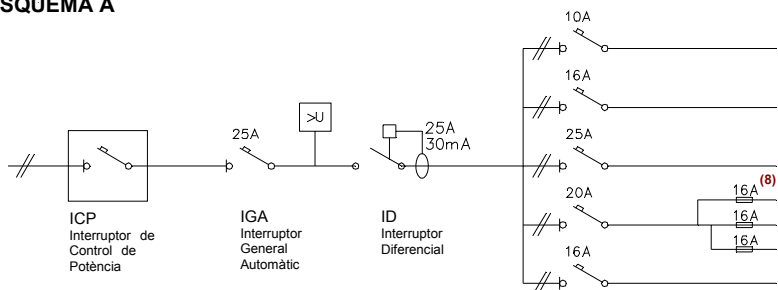 SQUEMA A
10A
16A
25A
>U
25A
30mA
25A
20A
16A
(8)
16A
16A
16A
ICP
Interruptor de
Control de
Potència
IGA
Interruptor
General
Automàtic
ID
Interruptor
Diferencial
16A